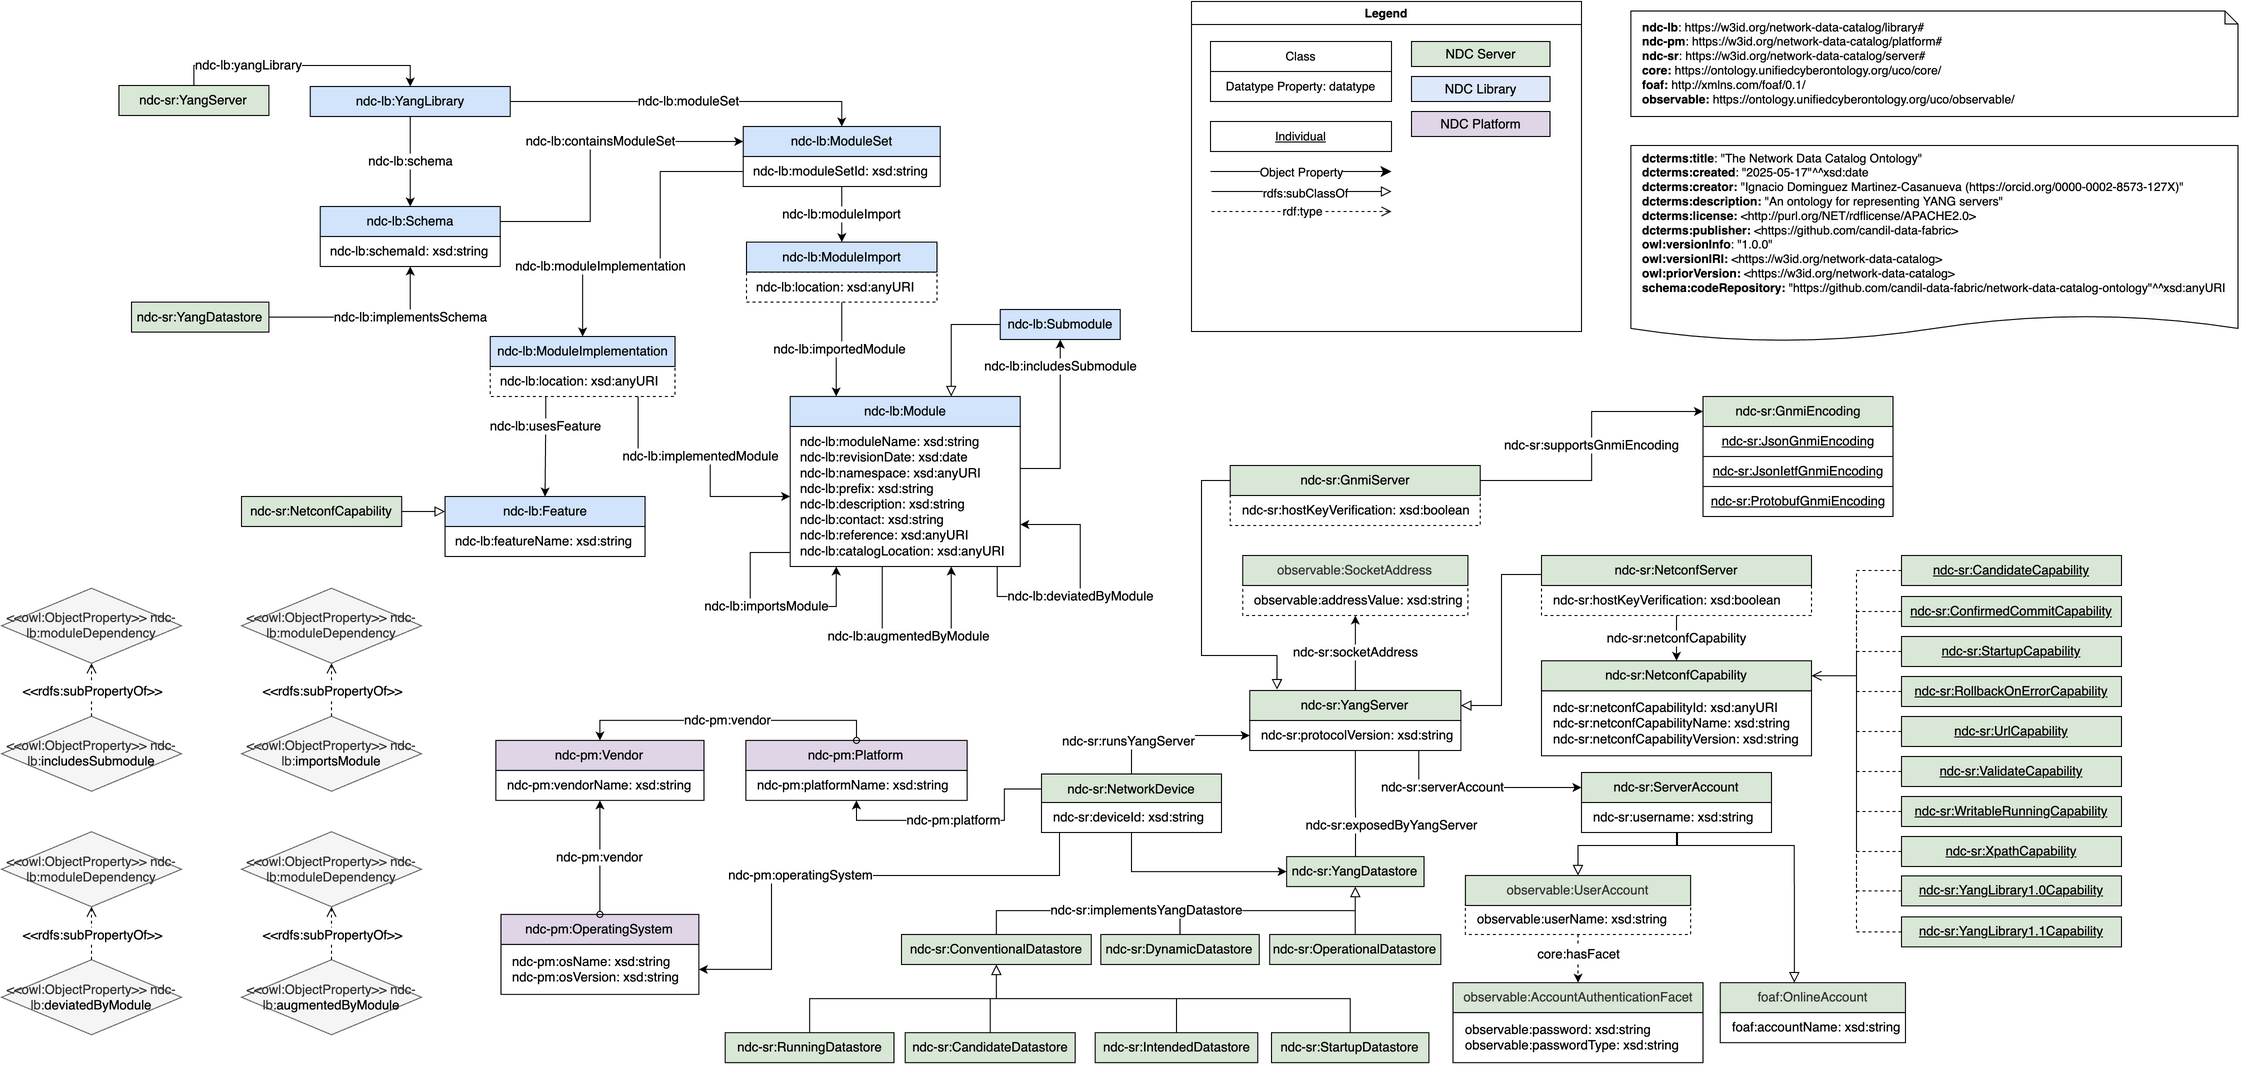 Legend
Class
Datatype Property: datatype
Individual
Object Property
rdfs:subClassOf
rdf:type
NDC Server
NDC Library
NDC Platform
ndc-lb: https://w3id.org/network-data-catalog/library#
ndc-pm: https://w3id.org/network-data-catalog/platform#
ndc-sr: https://w3id.org/network-data-catalog/server#
core: https://ontology.unifiedcyberontology.org/uco/core/
foaf: http://xmlns.com/foaf/0.1/
observable: https://ontology.unifiedcyberontology.org/uco/observable/
dcterms:title: "The Network Data Catalog Ontology"
dcterms:created: "2025-05-17"^^xsd:date
dcterms:creator: "Ignacio Dominguez Martinez-Casanueva (https://orcid.org/0000-0002-8573-127X)"
dcterms:description: "An ontology for representing YANG servers"
dcterms:license: <http://purl.org/NET/rdflicense/APACHE2.0>
dcterms:publisher: <https://github.com/candil-data-fabric>
owl:versionInfo: "1.0.0"
owl:versionIRI: <https://w3id.org/network-data-catalog>
owl:priorVersion: <https://w3id.org/network-data-catalog>
schema:codeRepository: "https://github.com/candil-data-fabric/network-data-catalog-ontology"^^xsd:anyURI
ndc-lb:yangLibrary
ndc-sr:YangServer
ndc-lb:YangLibrary
ndc-lb:moduleSet
ndc-lb:schema
ndc-lb:containsModuleSet
ndc-lb:ModuleSet
ndc-lb:moduleSetId: xsd:string
ndc-lb:Schema
ndc-lb:schemaId: xsd:string
ndc-lb:moduleImport
ndc-lb:moduleImplementation
ndc-lb:ModuleImport
ndc-lb:location: xsd:anyURI
ndc-sr:YangDatastore
ndc-lb:implementsSchema
ndc-lb:ModuleImplementation
ndc-lb:location: xsd:anyURI
ndc-lb:importedModule
ndc-lb:Submodule
ndc-lb:includesSubmodule
ndc-lb:usesFeature
ndc-lb:implementedModule
ndc-lb:Module
ndc-lb:moduleName: xsd:string
ndc-lb:revisionDate: xsd:date
ndc-lb:namespace: xsd:anyURI
ndc-lb:prefix: xsd:string
ndc-lb:description: xsd:string
ndc-lb:contact: xsd:string
ndc-lb:reference: xsd:anyURI
ndc-lb:catalogLocation: xsd:anyURI
ndc-sr:NetconfCapability
ndc-lb:Feature
ndc-lb:featureName: xsd:string
ndc-lb:importsModule
ndc-lb:augmentedByModule
ndc-lb:deviatedByModule
<<owl:ObjectProperty>> ndc-
lb:moduleDependency
<<rdfs:subPropertyOf>>
<<owl:ObjectProperty>> ndc-
lb:includesSubmodule
<<owl:ObjectProperty>> ndc-
lb:moduleDependency
<<rdfs:subPropertyOf>>
<<owl:ObjectProperty>> ndc-
lb:importsModule
<<owl:ObjectProperty>> ndc-
lb:moduleDependency
<<rdfs:subPropertyOf>>
<<owl:ObjectProperty>> ndc-
lb:deviatedByModule
<<owl:ObjectProperty>> ndc-
lb:moduleDependency
<<rdfs:subPropertyOf>>
<<owl:ObjectProperty>> ndc-
lb:augmentedByModule
ndc-sr:supportsGnmiEncoding
ndc-sr:GnmiEncoding
ndc-sr:JsonGnmiEncoding
ndc-sr:JsonIetfGnmiEncoding
ndc-sr:ProtobufGnmiEncoding
ndc-sr:GnmiServer
ndc-sr:hostKeyVerification: xsd:boolean
observable:SocketAddress
observable:addressValue: xsd:string
ndc-sr:socketAddress
ndc-sr:NetconfServer
ndc-sr:hostKeyVerification: xsd:boolean
ndc-sr:netconfCapability
ndc-sr:NetconfCapability
ndc-sr:netconfCapabilityId: xsd:anyURI
ndc-sr:netconfCapabilityName: xsd:string
ndc-sr:netconfCapabilityVersion: xsd:string
ndc-sr:CandidateCapability
ndc-sr:ConfirmedCommitCapability
ndc-sr:StartupCapability
ndc-sr:RollbackOnErrorCapability
ndc-sr:UrlCapability
ndc-sr:ValidateCapability
ndc-sr:WritableRunningCapability
ndc-sr:XpathCapability
ndc-sr:YangLibrary1.0Capability
ndc-sr:YangLibrary1.1Capability
ndc-sr:YangServer
ndc-sr:protocolVersion: xsd:string
ndc-pm:vendor
ndc-pm:Vendor
ndc-pm:vendorName: xsd:string
ndc-pm:Platform
ndc-pm:platformName: xsd:string
ndc-sr:runsYangServer
ndc-sr:NetworkDevice
ndc-sr:deviceId: xsd:string
ndc-pm:platform
ndc-sr:serverAccount
ndc-sr:ServerAccount
ndc-sr:username: xsd:string
ndc-sr:exposedByYangServer
ndc-pm:vendor
ndc-pm:operatingSystem
ndc-sr:YangDatastore
ndc-sr:implementsYangDatastore
ndc-pm:OperatingSystem
ndc-pm:osName: xsd:string
ndc-pm:osVersion: xsd:string
ndc-sr:ConventionalDatastore
ndc-sr:DynamicDatastore
ndc-sr:OperationalDatastore
ndc-sr:RunningDatastore
ndc-sr:CandidateDatastore
ndc-sr:IntendedDatastore
ndc-sr:StartupDatastore
observable:UserAccount
observable:userName: xsd:string
core:hasFacet
observable:AccountAuthenticationFacet
observable:password: xsd:string
observable:passwordType: xsd:string
foaf:OnlineAccount
foaf:accountName: xsd:string